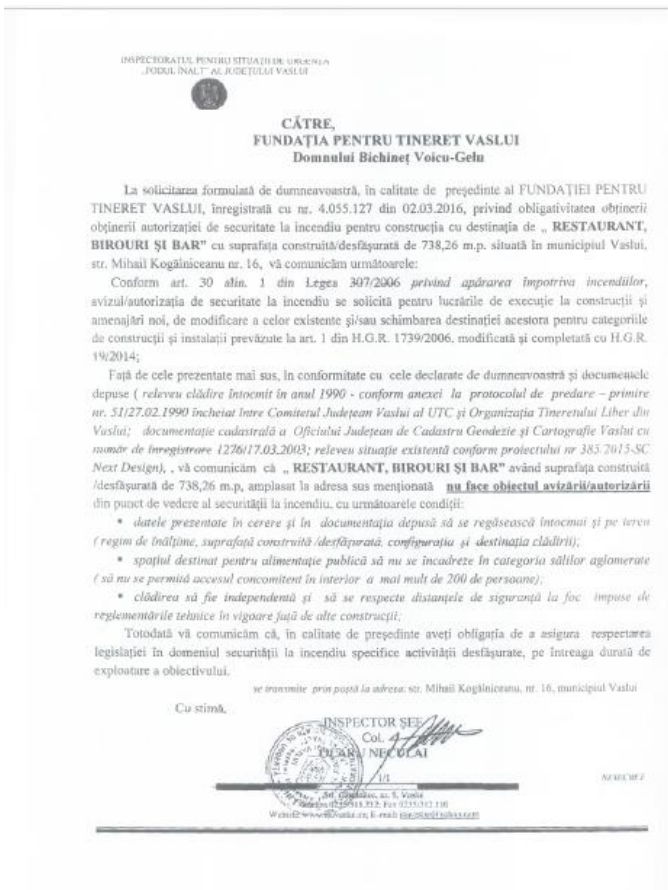 INSPECTORATUL PENTRU SITUAȚII DE URGENȚĂ
„PODUL ÎNALT” AL JUDEȚULUI VASLUI
CĂTRE,
FUNDAȚIA PENTRU TINERET VASLUI
Domnului Bichineț Voicu-Gelu
La solicitarea formulată de dumneavoastră, în calitate de președinte al FUNDAȚIEI PENTRU
TINERET VASLUI, înregistrată cu nr. 4.055.127 din 02.03.2016, privind obligativitatea obținerii
obținerii autorizației de securitate la incendiu pentru construcția cu destinația de „ RESTAURANT,
BIROURI ȘI BAR” cu suprafața construită/desfășurată de 738,26 m.p. situată în municipiul Vaslui,
str. Mihail Kogălniceanu nr. 16, vă comunicăm următoarele:
Conform art. 30 alin. 1 din Legea 307/2006 privind apărarea împotriva incendiilor,
avizul/autorizația de securitate la incendiu se solicită pentru lucrările de execuție la construcții și
amenajări noi, de modificare a celor existente și/sau schimbarea destinației acestora pentru categoriile
de construcții și instalații prevăzute la art. 1 din H.G.R. 1739/2006, modificată și completată cu H.G.R.
19/2014;
Față de cele prezentate mai sus, în conformitate cu cele declarate de dumneavoastră și documentele
depuse ( releveu clădire întocmit în anul 1990 - conform anexei la protocolul de predare – primire
nr. 51/27.02.1990 încheiat între Comitetul Județean Vaslui al UTC și Organizația Tineretului Liber din
Vaslui; documentație cadastrală a Oficiului Județean de Cadastru Geodezie și Cartografie Vaslui cu
număr de înregistrare 1276/17.03.2003; releveu situație existentă conform proiectului nr 385/2015-SC
Next Design), , vă comunicăm că „ RESTAURANT, BIROURI ȘI BAR” având suprafața construită
/desfășurată de 738,26 m.p, amplasat la adresa sus menționată nu face obiectul avizării/autorizării
din punct de vedere al securității la incendiu, cu următoarele condiții:
• datele prezentate în cerere și în documentația depusă să se regăsească întocmai și pe teren
( regim de înălțime, suprafață construită /desfășurată, configurația și destinația clădirii);
• spațiul destinat pentru alimentație publică să nu se încadreze în categoria sălilor aglomerate
( să nu se permită accesul concomitent în interior a mai mult de 200 de persoane);
• clădirea să fie independentă și să se respecte distanțele de siguranță la foc impuse de
reglementările tehnice în vigoare față de alte construcții;
Totodată vă comunicăm că, în calitate de președinte aveți obligația de a asigura respectarea
legislației în domeniul securității la incendiu specifice activității desfășurate, pe întreaga durată de
exploatare a obiectivului.
se transmite prin poștă la adresa: str. Mihail Kogălniceanu, nr. 16, municipiul Vaslui
Cu stimă,
INSPECTOR ȘEF
Col.
NECULAI
1/1
NESECRET
nr. 5, Vaslui